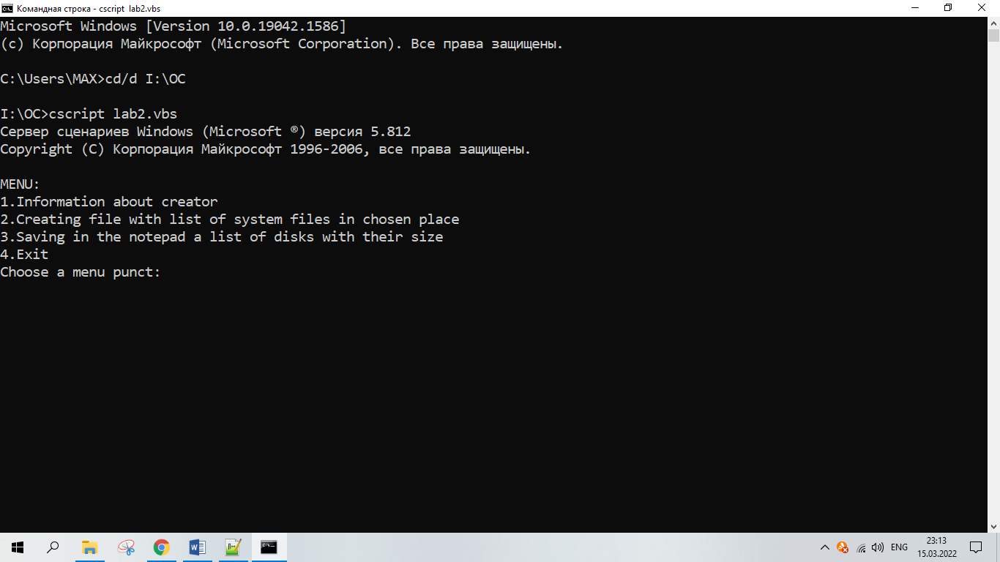 Командная строка - cscript lab2.vbs
Microsoft Windows [Version 10.0.19042.1586]
(c) Корпорация Майкрософт (Microsoft Corporation). Все права защищены.
C:\Users\MAX>cd/d I:\OC
I:\OC>cscript lab2.vbs
Сервер сценариев Windows (Microsoft ®) версия 5.812
Copyright (C) Корпорация Майкрософт 1996-2006, все права защищены.
MENU:
1.Information about creator
2.Creating file with list of system files in chosen place
3.Saving in the notepad a list of disks with their size
4.Exit
Choose a menu punct:
ENG
23:13
15.03.2022